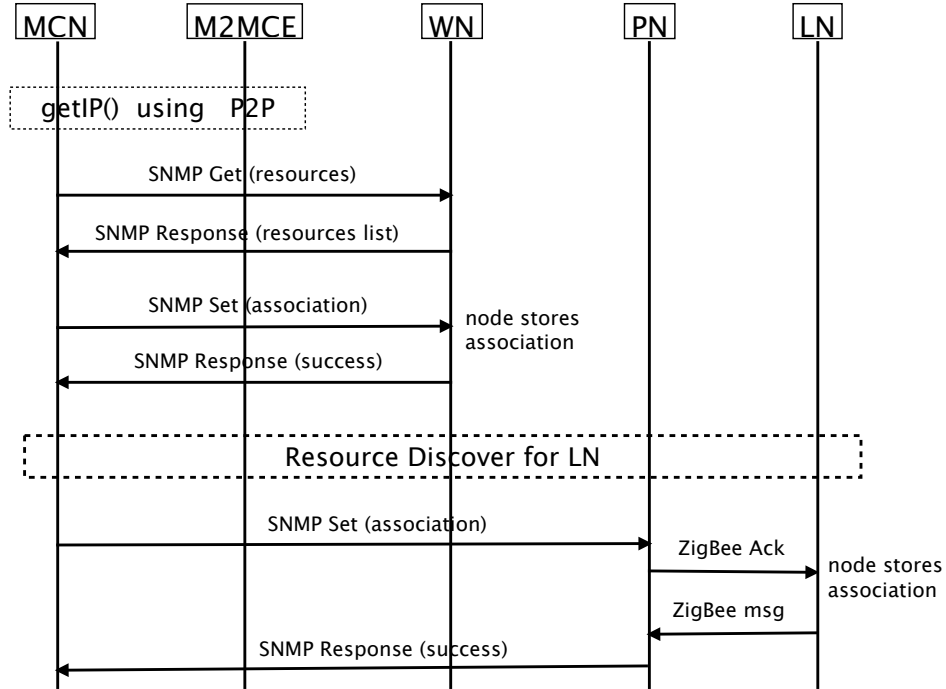 MCN M2MCE WN PN LN
getIP() using P2P
SNMP Get (resources)
SNMP Response (resources list)
SNMP Set (association)
node stores
association
SNMP Response (success)
Resource Discover for LN
SNMP Set (association)
ZigBee Ack
node stores
association
ZigBee msg
SNMP Response (success)